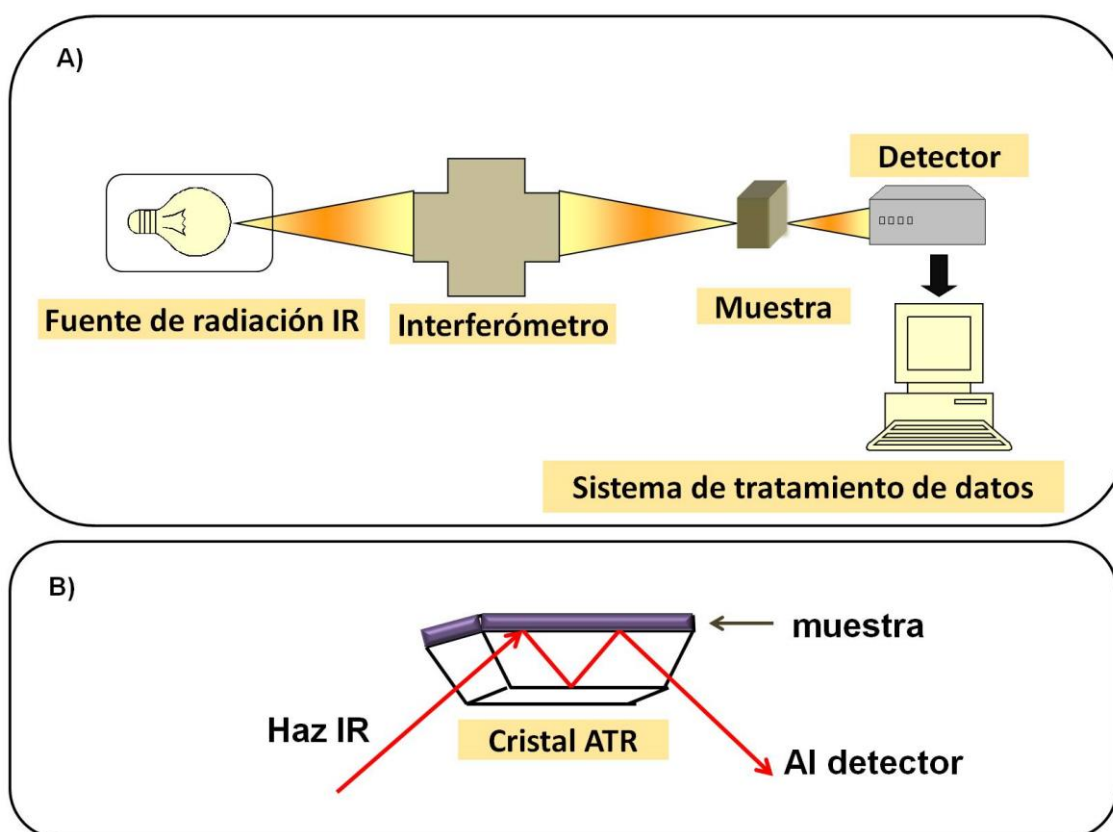 A)
Detector
Fuente de radiación IR
Interferómetro
Muestra
Sistema de tratamiento de datos
B)
muestra
Haz IR
Cristal ATR
Al detector